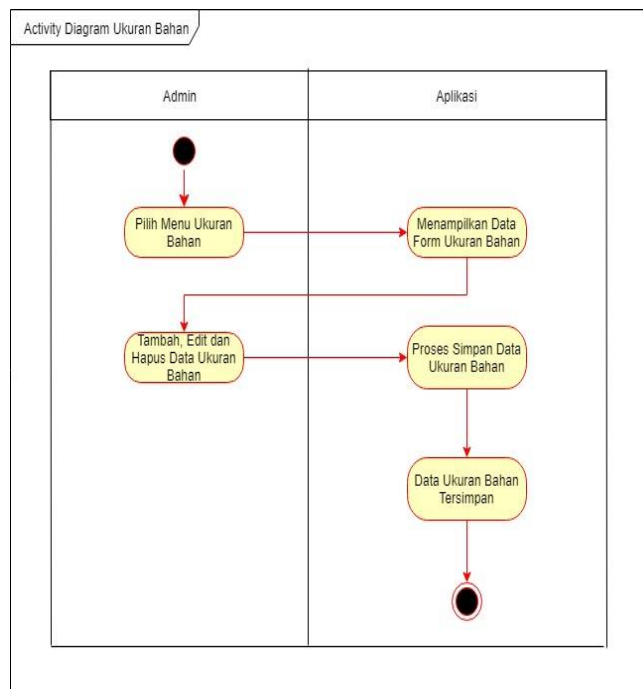 Activity Diagram Ukuran Bahan
Admin
Aplikasi
Pilih Menu Ukuran
Bahan
Menampilkan Data
Form Ukuran Bahan
Tambah, Edit dan
Hapus Data Ukuran
Bahan
Proses Simpan Data
Ukuran Bahan
Data Ukuran Bahan
Tersimpan